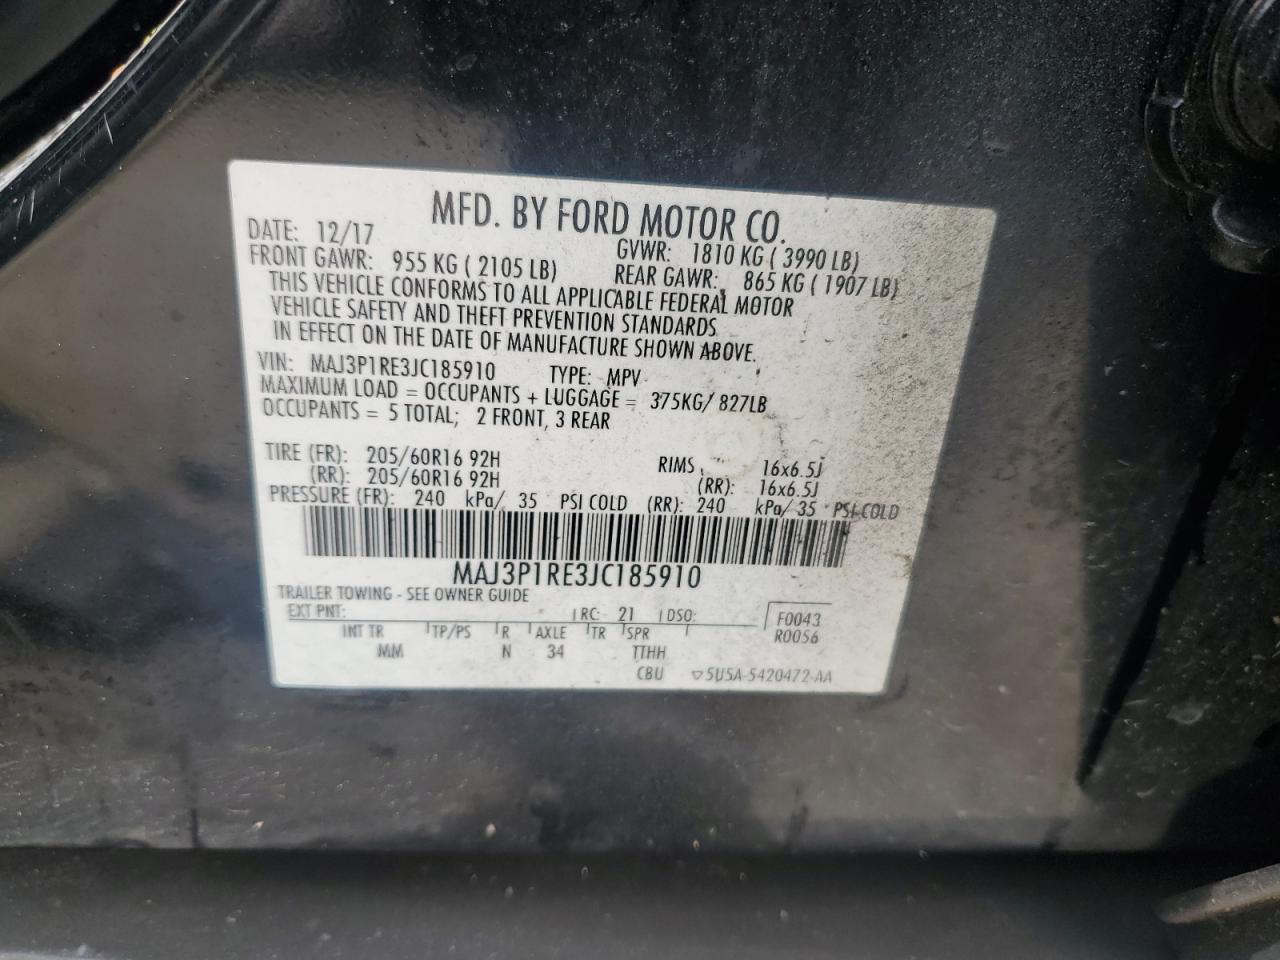 MFD. BY FORD MOTOR CO.
DATE: 12/17 GVWR: 1810 KG ( 3990 LB)
FRONT GAWR: 955 KG ( 2105 LB) REAR GAWR: 865 KG ( 1907 LB)
THIS VEHICLE CONFORMS TO ALL APPLICABLE FEDERAL MOTOR
VEHICLE SAFETY AND THEFT PREVENTION STANDARDS
IN EFFECT ON THE DATE OF MANUFACTURE SHOWN ABOVE.
VIN: MAJ3P1RE3JC185910 TYPE: MPV
MAXIMUM LOAD = OCCUPANTS + LUGGAGE = 375KG/ 827LB
OCCUPANTS = 5 TOTAL; 2 FRONT, 3 REAR
TIRE (FR): 205/60R16 92H RIMS 16x6.5J
(RR): 205/60R16 92H (RR): 16x6.5J
PRESSURE (FR): 240 kPa/ 35 PSI COLD (RR): 240 kPa/ 35 PSI COLD
MAJ3P1RE3JC185910
TRAILER TOWING - SEE OWNER GUIDE
EXT PNT: RC: 21 DSO: F0043
INT TR TP/PS R AXLE TR SPR R0056
MM N 34 TTHH
CBU 5U5A-5420472-AA